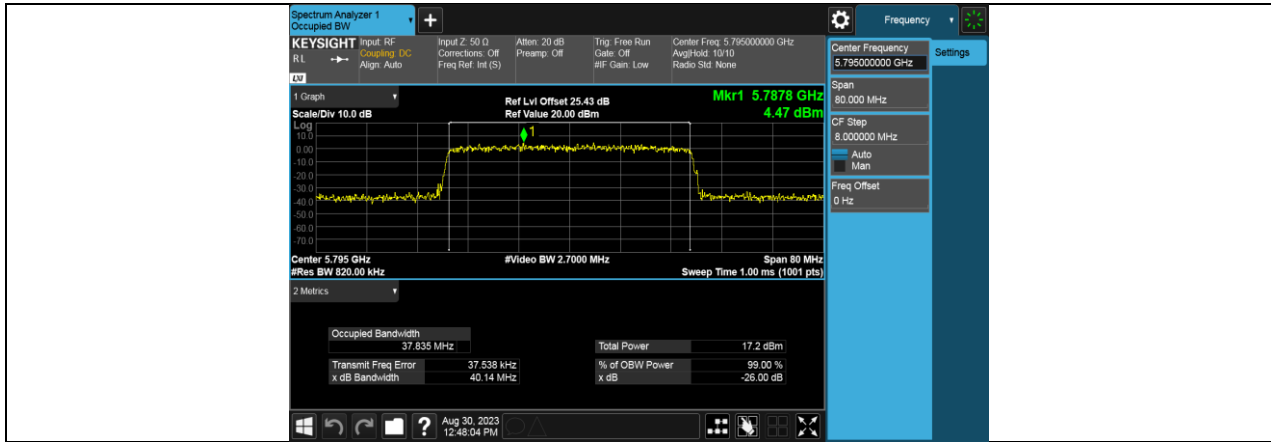 Spectrum Analyzer 1
Occupied BW
Frequency
KEYSIGHT
RL
LXI
Input: RF
Coupling: DC
Align: Auto
Input Z: 50 Ω
Corrections: Off
Freq Ref: Int (S)
Atten: 20 dB
Preamp: Off
Trig: Free Run
Gate: Off
#IF Gain: Low
Center Freq: 5.795000000 GHz
Avg|Hold: 10/10
Radio Std: None
Center Frequency
5.795000000 GHz
Settings
Span
80.000 MHz
CF Step
8.000000 MHz
Auto
Man
Freq Offset
0 Hz
1 Graph
Scale/Div 10.0 dB
Ref Lvl Offset 25.43 dB
Ref Value 20.00 dBm
Mkr1 5.7878 GHz
4.47 dBm
Log
10.0
0.00
-10.0
-20.0
-30.0
-40.0
-50.0
-60.0
-70.0
1
Center 5.795 GHz
#Video BW 2.7000 MHz
Span 80 MHz
#Res BW 820.00 kHz
Sweep Time 1.00 ms (1001 pts)
2 Metrics
Occupied Bandwidth
37.835 MHz
Transmit Freq Error 37.538 kHz
x dB Bandwidth 40.14 MHz
Total Power 17.2 dBm
% of OBW Power 99.00 %
x dB -26.00 dB
?
Aug 30, 2023
12:48:04 PM